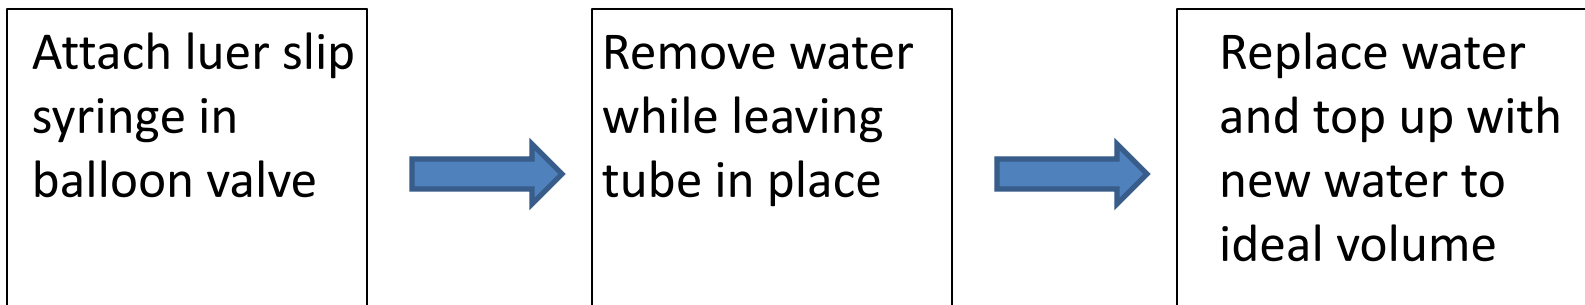 Attach luer slip
syringe in
balloon valve
Remove water
while leaving
tube in place
Replace water
and top up with
new water to
ideal volume